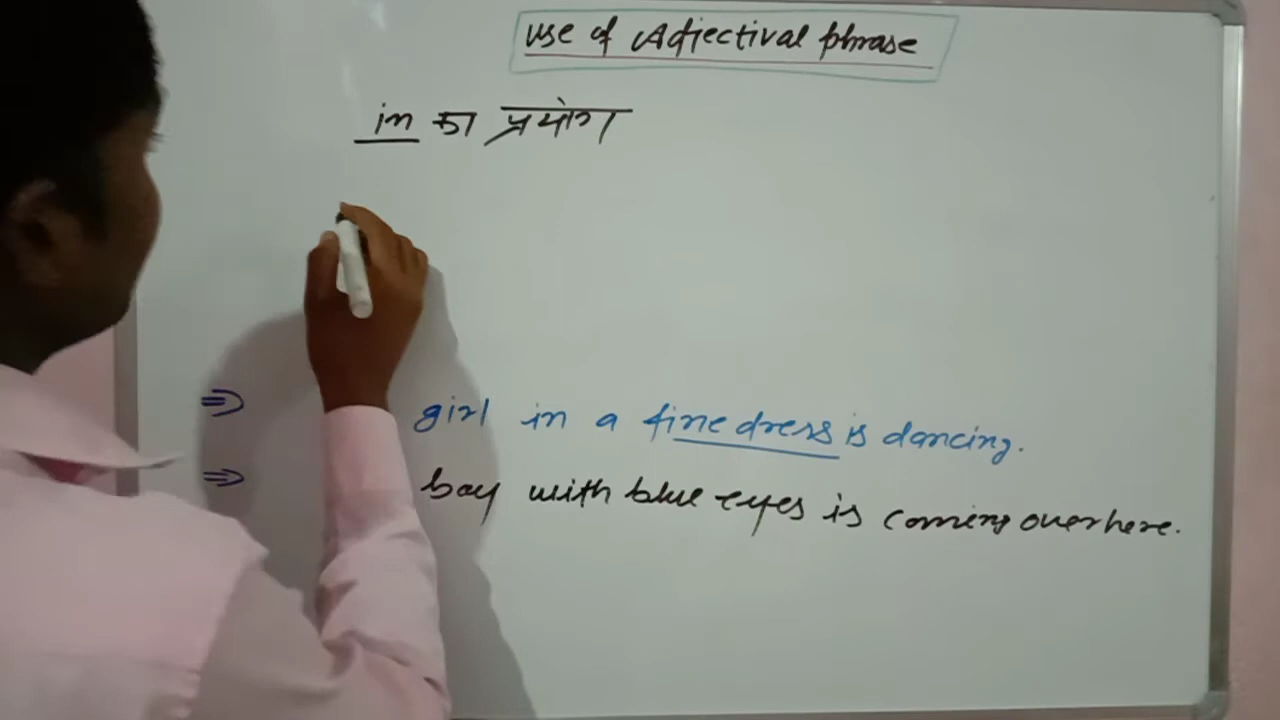 use of Adjectival phrase
in का प्रयोग
⇒ girl in a fine dress is dancing.
⇒ boy with blue eyes is coming over here.